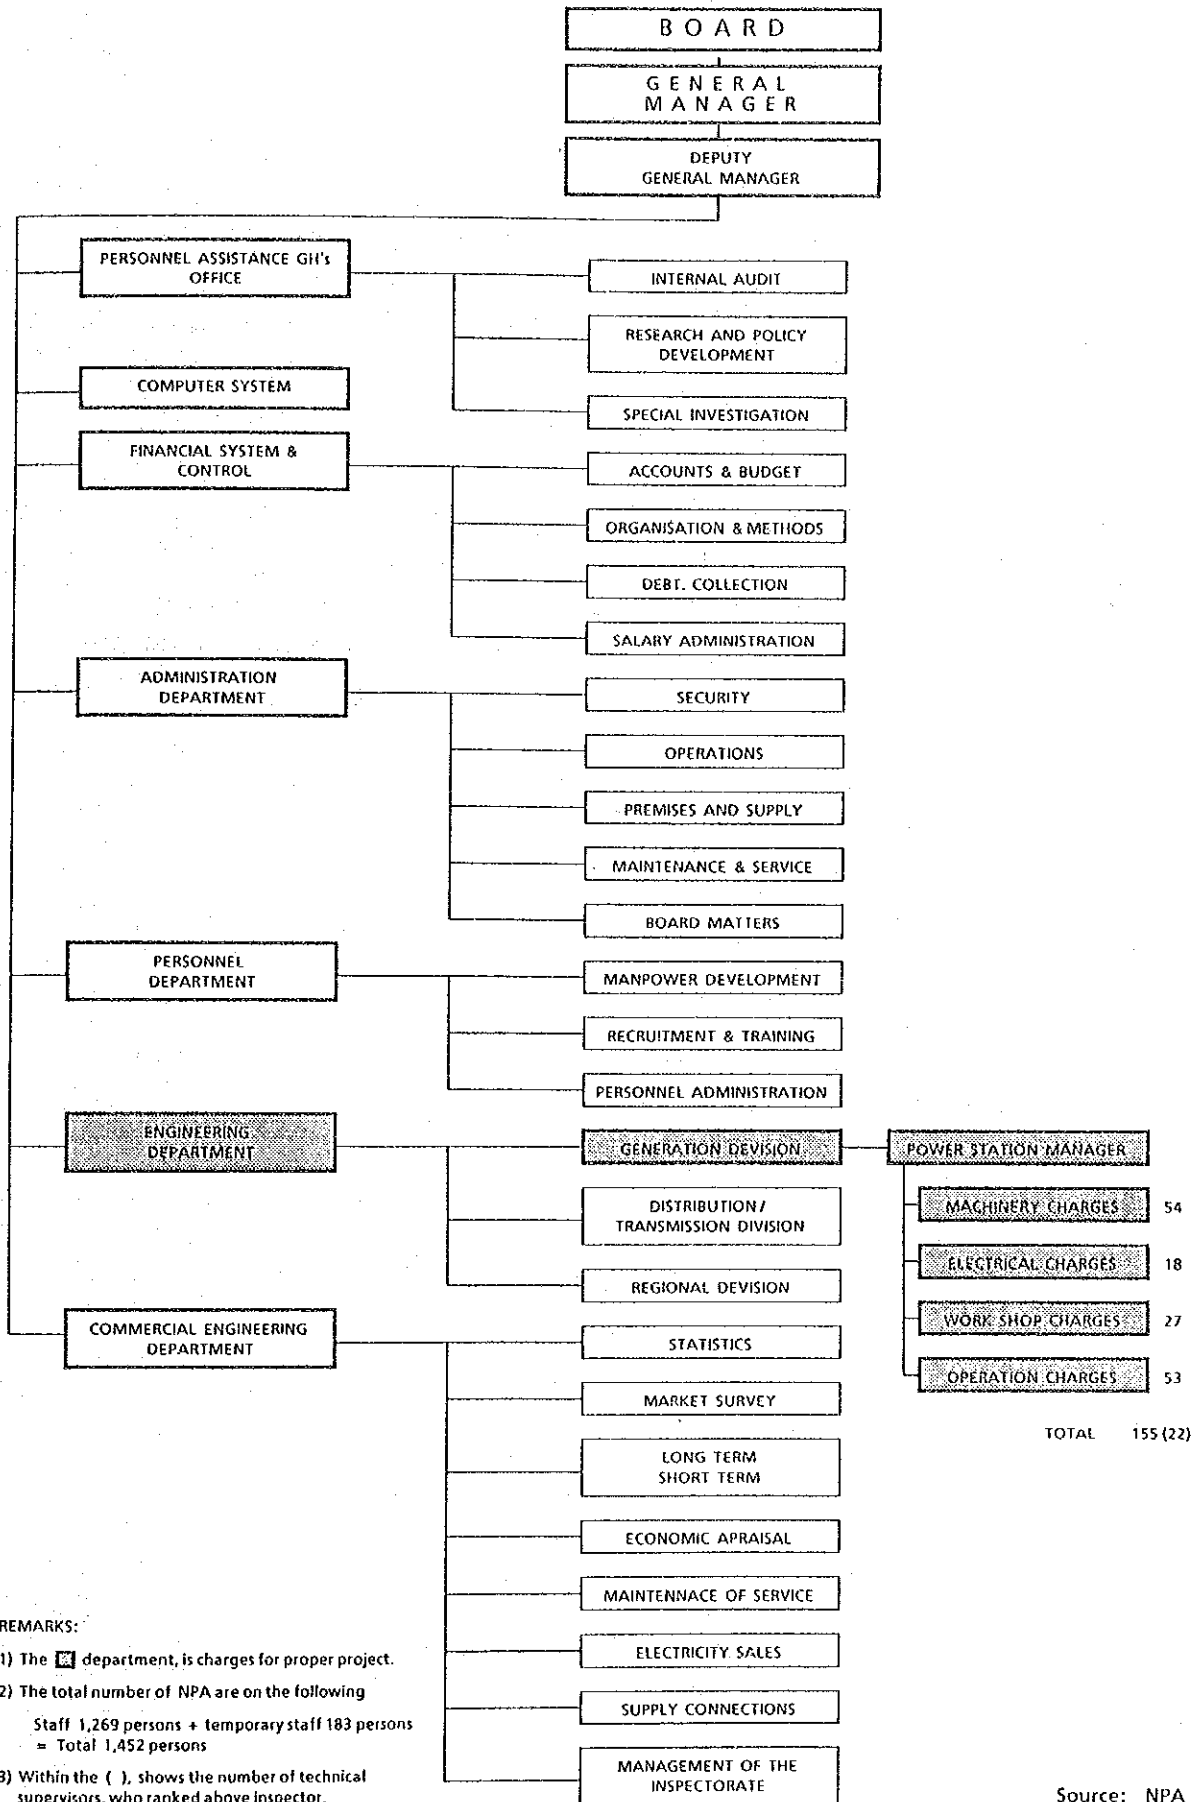 BOARD
GENERAL
MANAGER
DEPUTY
GENERAL MANAGER
PERSONNEL ASSISTANCE GH's
OFFICE
INTERNAL AUDIT
RESEARCH AND POLICY
DEVELOPMENT
SPECIAL INVESTIGATION
COMPUTER SYSTEM
FINANCIAL SYSTEM &
CONTROL
ACCOUNTS & BUDGET
ORGANISATION & METHODS
DEBT. COLLECTION
SALARY ADMINISTRATION
ADMINISTRATION
DEPARTMENT
SECURITY
OPERATIONS
PREMISES AND SUPPLY
MAINTENANCE & SERVICE
BOARD MATTERS
PERSONNEL
DEPARTMENT
MANPOWER DEVELOPMENT
RECRUITMENT & TRAINING
PERSONNEL ADMINISTRATION
ENGINEERING
DEPARTMENT
GENERATION DEVISION
POWER STATION MANAGER
MACHINERY CHARGES 54
ELECTRICAL CHARGES 18
WORK SHOP CHARGES 27
OPERATION CHARGES 53
TOTAL 155 (22)
DISTRIBUTION /
TRANSMISSION DIVISION
REGIONAL DEVISION
COMMERCIAL ENGINEERING
DEPARTMENT
STATISTICS
MARKET SURVEY
LONG TERM
SHORT TERM
ECONOMIC APRAISAL
MAINTENNACE OF SERVICE
ELECTRICITY SALES
SUPPLY CONNECTIONS
MANAGEMENT OF THE
INSPECTORATE
REMARKS:
1) The department, is charges for proper project.
2) The total number of NPA are on the following
Staff 1,269 persons + temporary staff 183 persons
= Total 1,452 persons
3) Within the ( ), shows the number of technical
supervisors, who ranked above inspector.
Source: NPA